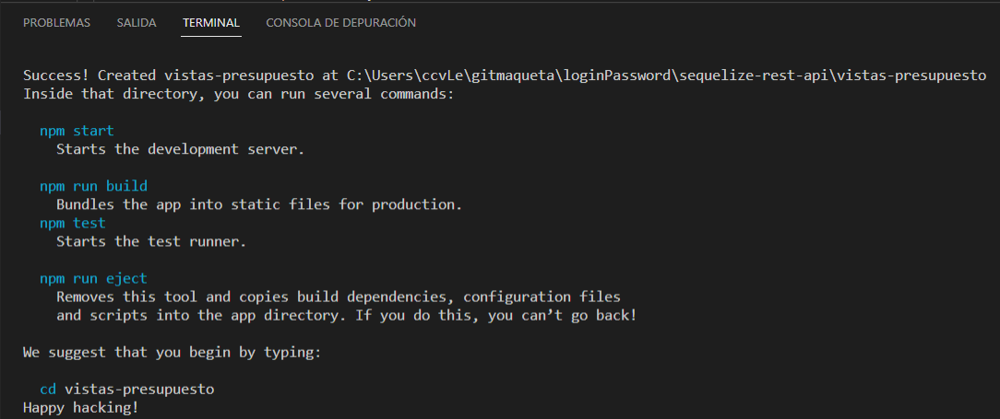 PROBLEMAS SALIDA TERMINAL CONSOLA DE DEPURACIÓN
Success! Created vistas-presupuesto at C:\Users\ccvLe\gitmaqueta\loginPassword\sequelize-rest-api\vistas-presupuesto
Inside that directory, you can run several commands:
npm start
Starts the development server.
npm run build
Bundles the app into static files for production.
npm test
Starts the test runner.
npm run eject
Removes this tool and copies build dependencies, configuration files
and scripts into the app directory. If you do this, you can’t go back!
We suggest that you begin by typing:
cd vistas-presupuesto
Happy hacking!